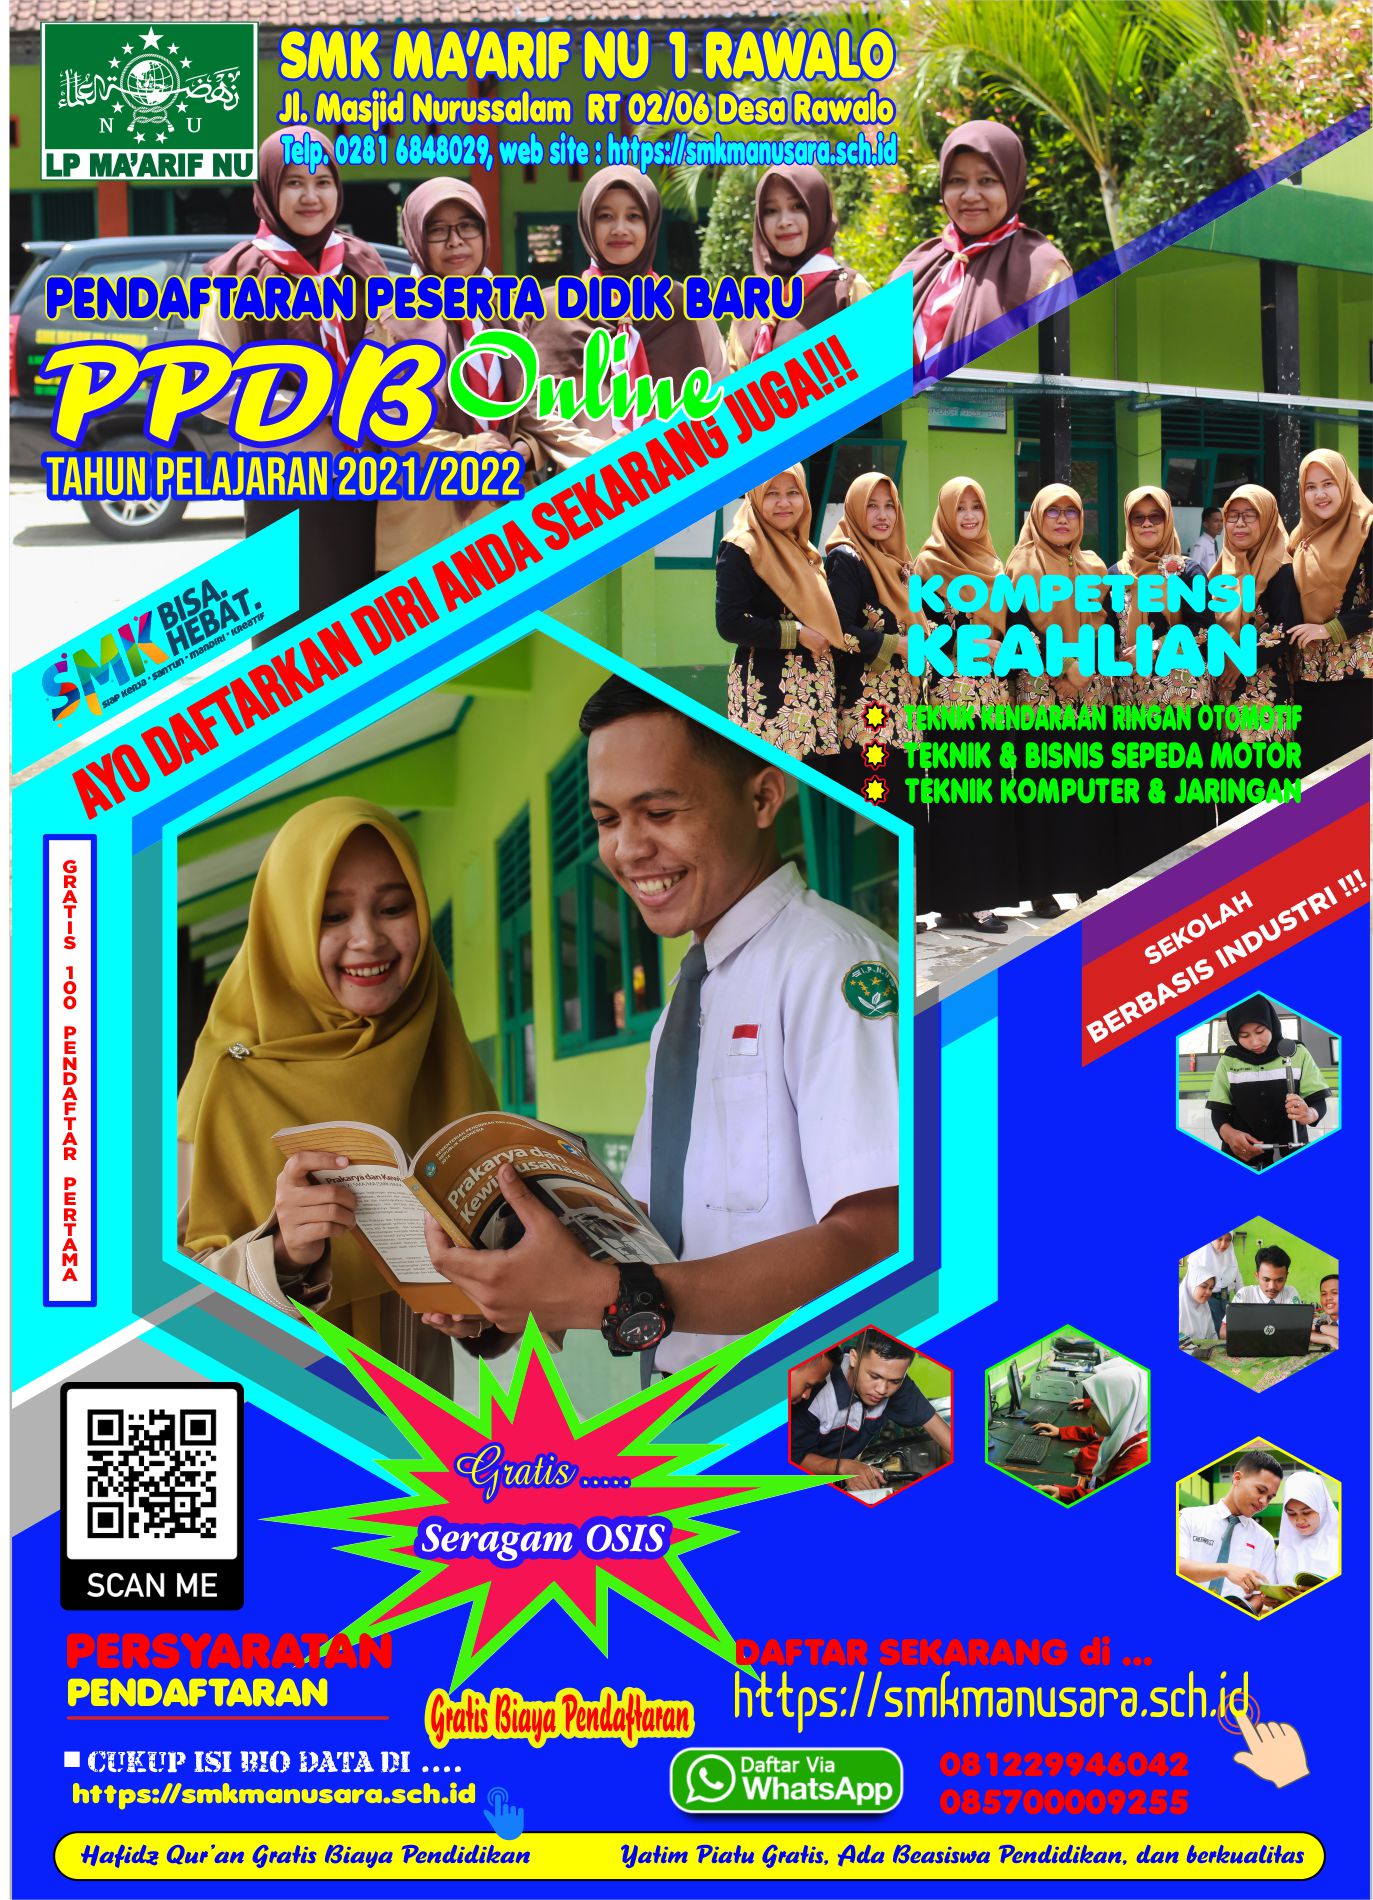 SMK MA'ARIF NU 1 RAWALO
Jl. Masjid Nurussalam RT 02/06 Desa Rawalo
Telp. 0281 6848029, web site : https://smkmanusara.sch.id
N U
LP MA'ARIF NU
PENDAFTARAN PESERTA DIDIK BARU
PPDB Online
TAHUN PELAJARAN 2021/2022
SMK BISA.
HEBAT.
SIAP KERJA · SANTUN · MANDIRI · KREATIF
AYO DAFTARKAN DIRI ANDA SEKARANG JUGA!!!
KOMPETENSI
KEAHLIAN
TEKNIK KENDARAAN RINGAN OTOMOTIF
TEKNIK & BISNIS SEPEDA MOTOR
TEKNIK KOMPUTER & JARINGAN
SEKOLAH
BERBASIS INDUSTRI !!!
GRATIS 100 PENDAFTAR PERTAMA
Prakarya dan
Gratis .....
Seragam OSIS
SCAN ME
PERSYARATAN
PENDAFTARAN
Gratis Biaya Pendaftaran
DAFTAR SEKARANG di ...
https://smkmanusara.sch.id
CUKUP ISI BIO DATA DI ....
https://smkmanusara.sch.id
Daftar Via
WhatsApp
081229946042
085700009255
Hafidz Qur'an Gratis Biaya Pendidikan
Yatim Piatu Gratis, Ada Beasiswa Pendidikan, dan berkualitas